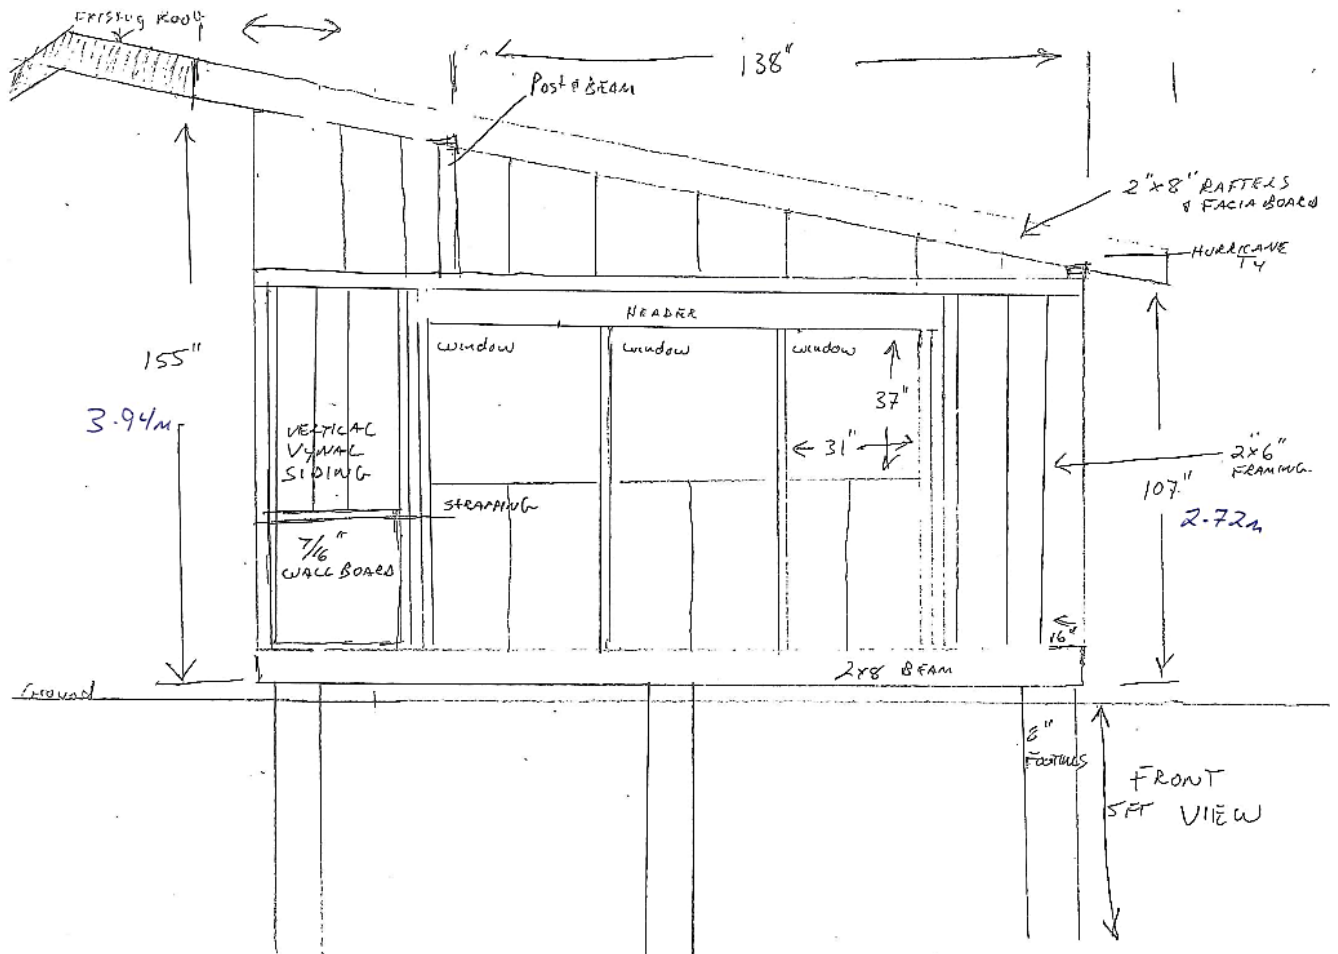 EXISTING ROOF
138"
Post & BEAM
2"x8" RAFTERS
& FACIA BOARD
HURRICANE
TY
HEADER
window
window
window
155"
3.94m
37"
31"
VERTICAL
VYNAL
SIDING
STRAPPING
2"x6"
FRAMING
107"
2.72m
7/16"
WALL BOARD
16"
2x8 BEAM
Ground
8"
FOOTINGS
FRONT
VIEW
5FT